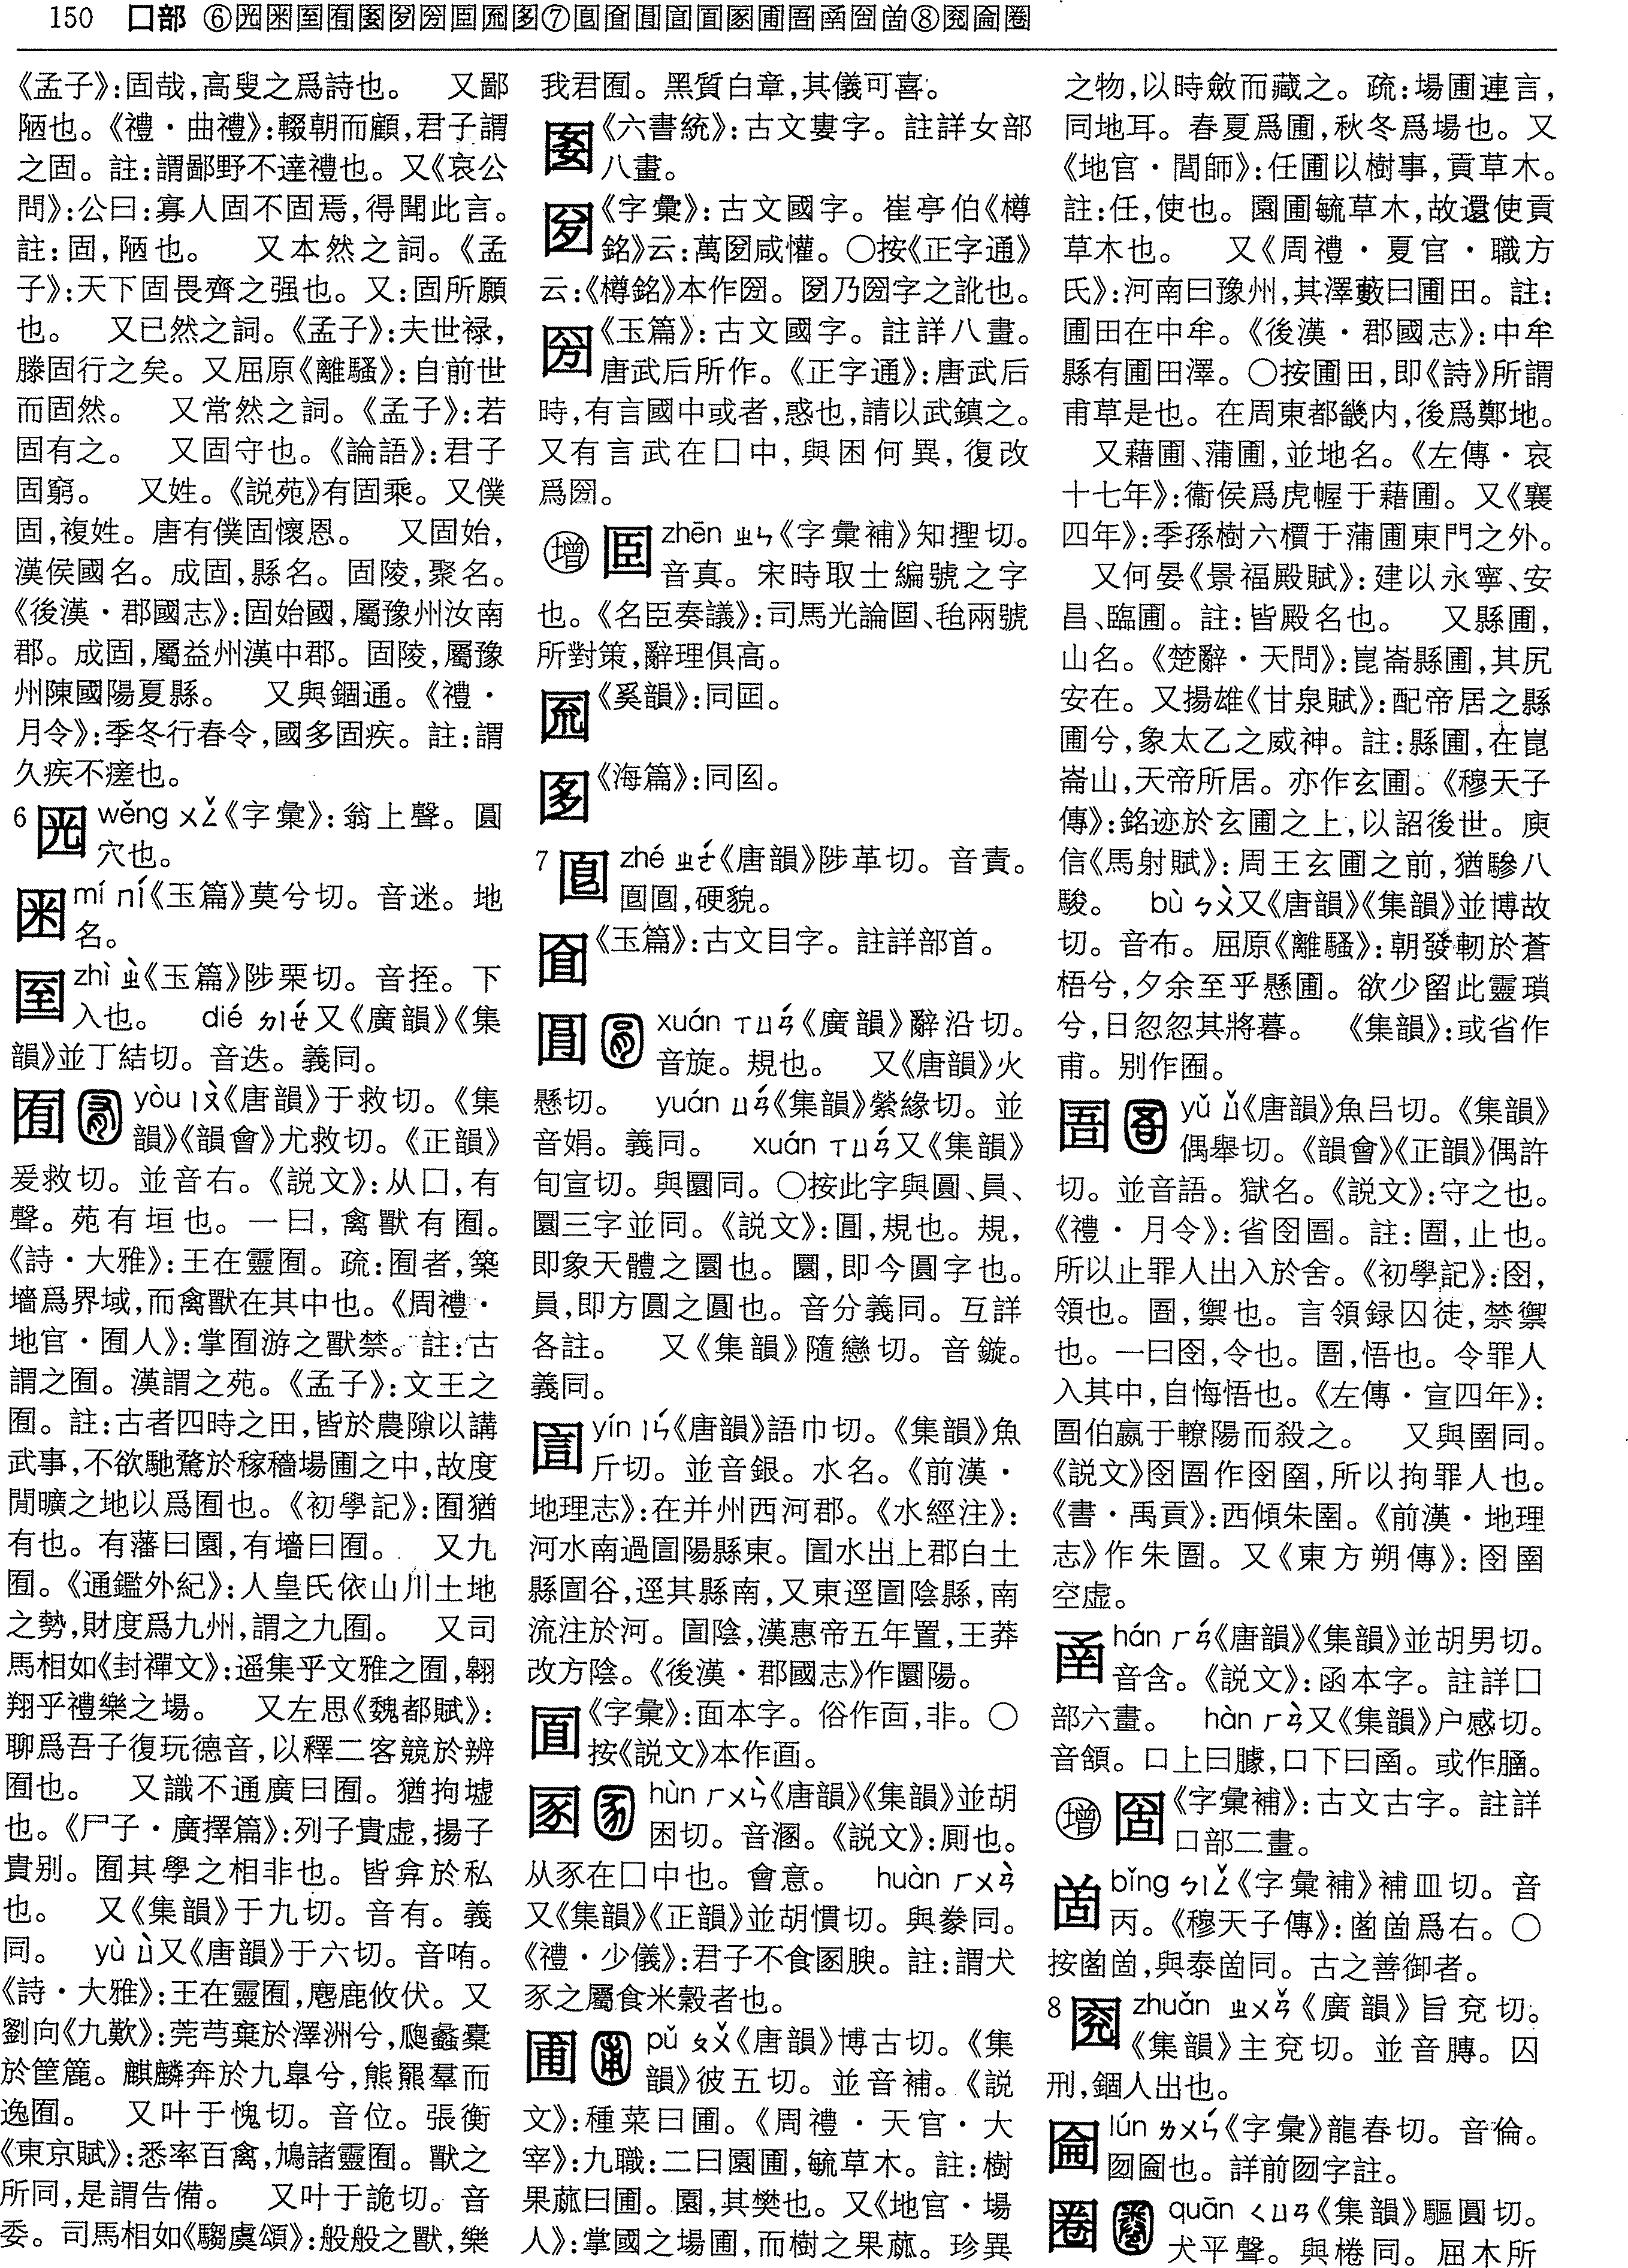 150 囗部 ⑥⑦⑧
《孟子》:固哉,高叟之爲詩也。 又鄙
陋也。《禮·曲禮》:輟朝而顧,君子謂
之固。註:謂鄙野不達禮也。又《哀公
問》:公曰:寡人固不固焉,得聞此言。
註:固,陋也。 又本然之詞。《孟
子》:天下固畏齊之强也。又:固所願
也。 又已然之詞。《孟子》:夫世禄,
滕固行之矣。又屈原《離騷》:自前世
而固然。 又常然之詞。《孟子》:若
固有之。 又固守也。《論語》:君子
固窮。 又姓。《説苑》有固乘。又僕
固,複姓。唐有僕固懷恩。 又固始,
漢侯國名。成固,縣名。固陵,聚名。
《後漢·郡國志》:固始國,屬豫州汝南
郡。成固,屬益州漢中郡。固陵,屬豫
州陳國陽夏縣。 又與錮通。《禮·
月令》:季冬行春令,國多固疾。註:謂
久疾不瘥也。
6 wěng ㄨㄥˇ《字彙》:翁上聲。圓
穴也。
mí ní《玉篇》莫兮切。音迷。地
名。
zhì ㄓˋ《玉篇》陟栗切。音挃。下
入也。 dié ㄉㄧㄝˊ又《廣韻》《集
韻》並丁結切。音迭。義同。
囿 yòu ㄧㄡˋ《唐韻》于救切。《集
韻》《韻會》尤救切。《正韻》
爰救切。並音右。《説文》:从囗,有
聲。苑有垣也。一曰,禽獸有囿。
《詩·大雅》:王在靈囿。疏:囿者,築
墻爲界域,而禽獸在其中也。《周禮·
地官·囿人》:掌囿游之獸禁。註:古
謂之囿。漢謂之苑。《孟子》:文王之
囿。註:古者四時之田,皆於農隙以講
武事,不欲馳騖於稼穡場圃之中,故度
閒曠之地以爲囿也。《初學記》:囿猶
有也。有藩曰園,有墻曰囿。 又九
囿。《通鑑外紀》:人皇氏依山川土地
之勢,財度爲九州,謂之九囿。 又司
馬相如《封禪文》:遥集乎文雅之囿,翱
翔乎禮樂之場。 又左思《魏都賦》:
聊爲吾子復玩德音,以釋二客競於辨
囿也。 又識不通廣曰囿。猶拘墟
也。《尸子·廣擇篇》:列子貴虚,揚子
貴别。囿其學之相非也。皆弇於私
也。 又《集韻》于九切。音有。義
同。 yù ㄩˋ又《唐韻》于六切。音哊。
《詩·大雅》:王在靈囿,麀鹿攸伏。又
劉向《九歎》:莞芎棄於澤洲兮,瓟蠡蠹
於筐簏。麒麟奔於九皋兮,熊羆羣而
逸囿。 又叶于愧切。音位。張衡
《東京賦》:悉率百禽,鳩諸靈囿。獸之
所同,是謂告備。 又叶于詭切。音
委。司馬相如《騶虞頌》:般般之獸,樂
我君囿。黑質白章,其儀可喜。
《六書統》:古文婁字。註詳女部
八畫。
《字彙》:古文國字。崔亭伯《樽
銘》云:萬咸懽。〇按《正字通》
云:《樽銘》本作圀。乃圀字之訛也。
《玉篇》:古文國字。註詳八畫。
唐武后所作。《正字通》:唐武后
時,有言國中或者,惑也,請以武鎮之。
又有言武在囗中,與困何異,復改
爲。
增 zhēn ㄓㄣ《字彙補》知㨹切。
音真。宋時取士編號之字
也。《名臣奏議》:司馬光論、毡兩號
所對策,辭理俱高。
《奚韻》:同。
《海篇》:同囟。
7 zhé ㄓㄜˊ《唐韻》陟革切。音責。
,硬貌。
《玉篇》:古文目字。註詳部首。
圎 xuán ㄒㄩㄢˊ《廣韻》辭沿切。
音旋。規也。 又《唐韻》火
懸切。 yuán ㄩㄢˊ《集韻》縈緣切。並
音娟。義同。 xuán ㄒㄩㄢˊ又《集韻》
旬宣切。與圜同。〇按此字與圓、員、
圜三字並同。《説文》:,規也。規,
即象天體之圜也。圜,即今圓字也。
員,即方圓之圓也。音分義同。互詳
各註。 又《集韻》隨戀切。音鏇。
義同。
圁 yín ㄧㄣˊ《唐韻》語巾切。《集韻》魚
斤切。並音銀。水名。《前漢·
地理志》:在并州西河郡。《水經注》:
河水南過圁陽縣東。圁水出上郡白土
縣圁谷,逕其縣南,又東逕圁陰縣,南
流注於河。圁陰,漢惠帝五年置,王莽
改方陰。《後漢·郡國志》作圜陽。
《字彙》:面本字。俗作面,非。〇
按《説文》本作圊。
圂 hùn ㄏㄨㄣˋ《唐韻》《集韻》並胡
困切。音溷。《説文》:厠也。
从豕在囗中也。會意。 huàn ㄏㄨㄢˋ
又《集韻》《正韻》並胡慣切。與豢同。
《禮·少儀》:君子不食圂腴。註:謂犬
豕之屬食米穀者也。
圃 pǔ ㄆㄨˇ《唐韻》博古切。《集
韻》彼五切。並音補。《説
文》:種菜曰圃。《周禮·天官·大
宰》:九職:二曰園圃,毓草木。註:樹
果蓏曰圃。園,其樊也。又《地官·場
人》:掌國之場圃,而樹之果蓏。珍異
之物,以時斂而藏之。疏:場圃連言,
同地耳。春夏爲圃,秋冬爲場也。又
《地官·閭師》:任圃以樹事,貢草木。
註:任,使也。園圃毓草木,故還使貢
草木也。 又《周禮·夏官·職方
氏》:河南曰豫州,其澤藪曰圃田。註:
圃田在中牟。《後漢·郡國志》:中牟
縣有圃田澤。〇按圃田,即《詩》所謂
甫草是也。在周東都畿内,後爲鄭地。
又藉圃、蒲圃,並地名。《左傳·哀
十七年》:衞侯爲虎幄于藉圃。又《襄
四年》:季孫樹六檟于蒲圃東門之外。
又何晏《景福殿賦》:建以永寧、安
昌、臨圃。註:皆殿名也。 又縣圃,
山名。《楚辭·天問》:崑崙縣圃,其尻
安在。又揚雄《甘泉賦》:配帝居之縣
圃兮,象太乙之威神。註:縣圃,在崑
崙山,天帝所居。亦作玄圃。《穆天子
傳》:銘迹於玄圃之上,以詔後世。庾
信《馬射賦》:周王玄圃之前,猶驂八
駿。 bù ㄅㄨˋ又《唐韻》《集韻》並博故
切。音布。屈原《離騷》:朝發軔於蒼
梧兮,夕余至乎懸圃。欲少留此靈瑣
兮,日忽忽其將暮。 《集韻》:或省作
甫。别作囿。
圄 yǔ ㄩˇ《唐韻》魚吕切。《集韻》
偶舉切。《韻會》《正韻》偶許
切。並音語。獄名。《説文》:守之也。
《禮·月令》:省囹圄。註:圄,止也。
所以止罪人出入於舍。《初學記》:囹,
領也。圄,禦也。言領録囚徒,禁禦
也。一曰囹,令也。圄,悟也。令罪人
入其中,自悔悟也。《左傳·宣四年》:
圄伯嬴于轑陽而殺之。 又與圉同。
《説文》囹圄作囹圉,所以拘罪人也。
《書·禹貢》:西傾朱圉。《前漢·地理
志》作朱圄。又《東方朔傳》:囹圉
空虚。
圅 hán ㄏㄢˊ《唐韻》《集韻》並胡男切。
音含。《説文》:函本字。註詳凵
部六畫。 hàn ㄏㄢˋ又《集韻》户感切。
音頷。口上曰臄,口下曰圅。或作㖤。
增 《字彙補》:古文古字。註詳
口部二畫。
bǐng ㄅㄧㄥˇ《字彙補》補皿切。音
丙。《穆天子傳》:爲右。〇
按,與泰同。古之善御者。
8 zhuǎn ㄓㄨㄢˇ《廣韻》旨兗切。
《集韻》主兗切。並音膞。囚
刑,錮人出也。
圇 lún ㄌㄨㄣˊ《字彙》龍春切。音倫。
囫圇也。詳前囫字註。
圈 quān ㄑㄩㄢ《集韻》驅圓切。
犬平聲。與棬同。屈木所